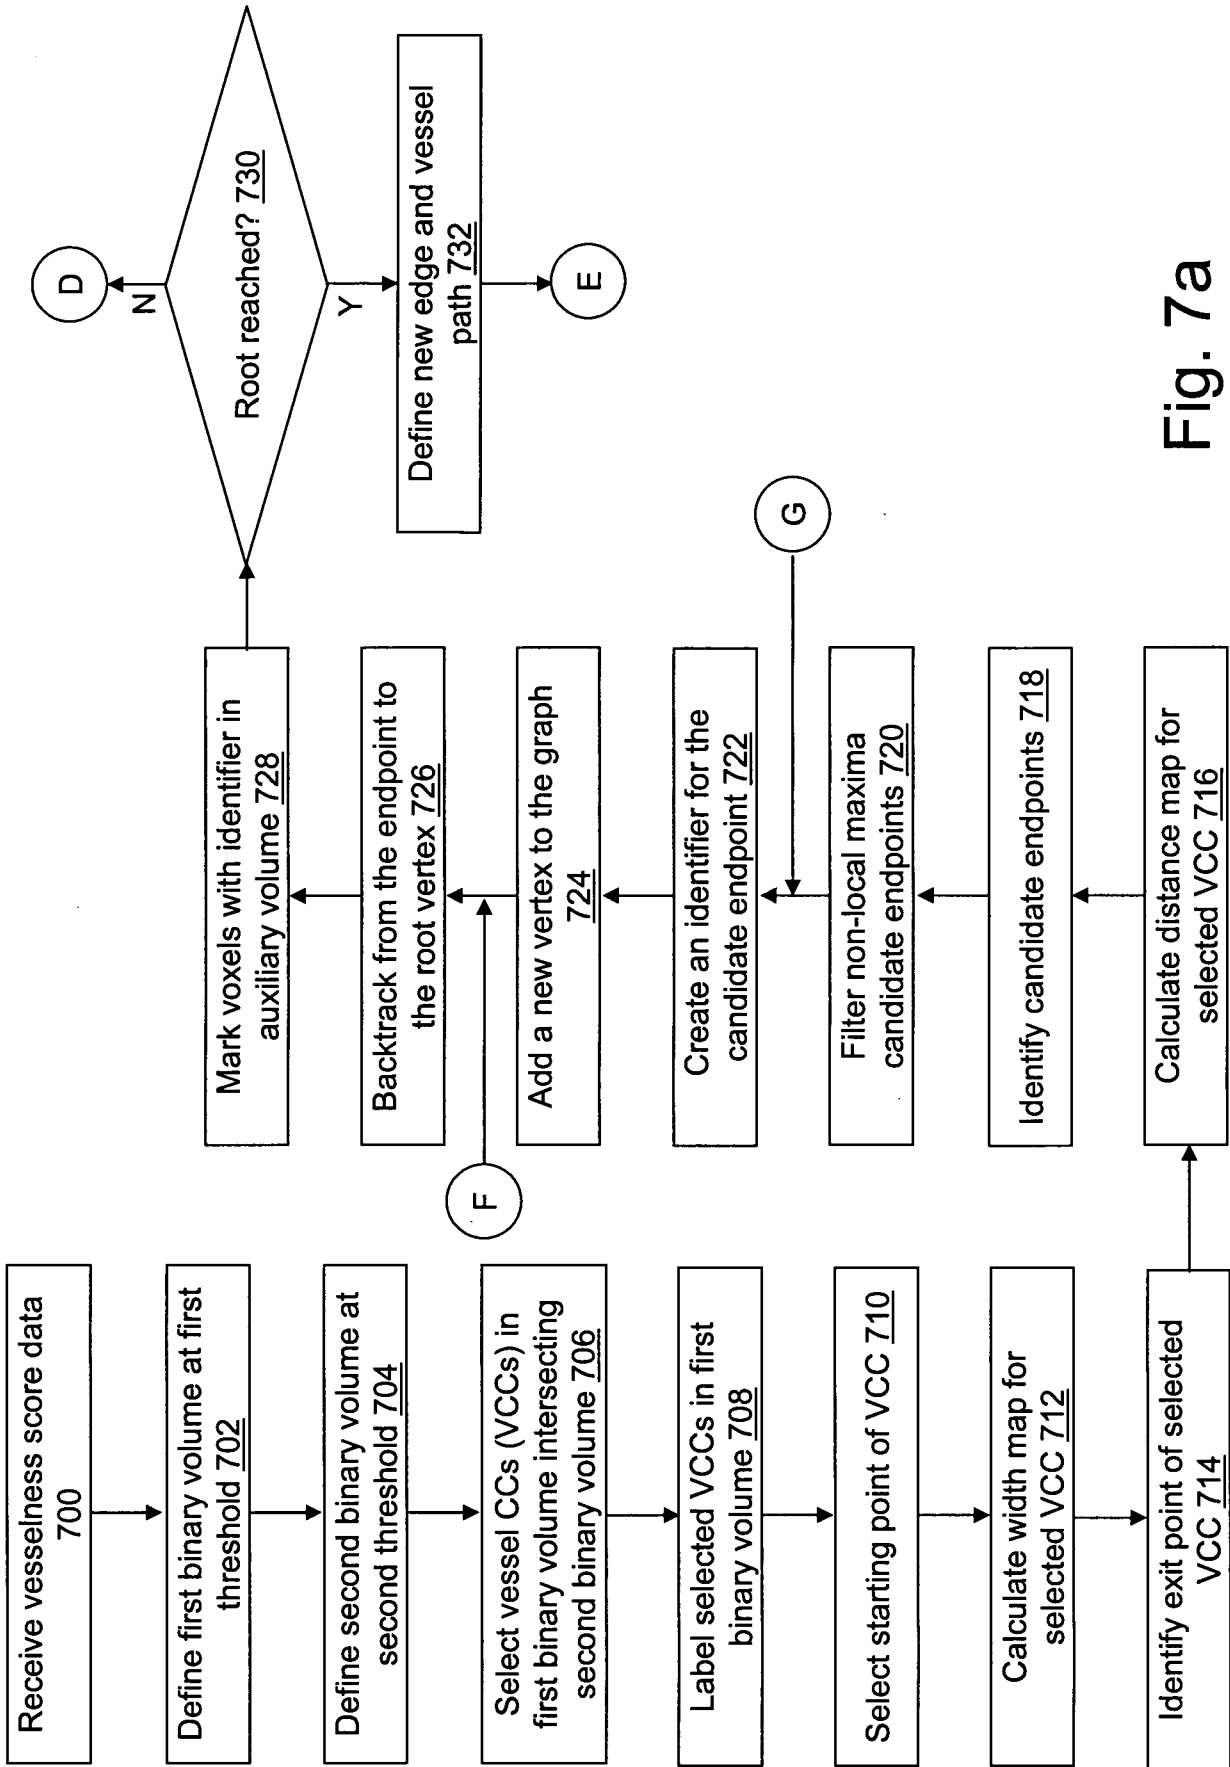 Receive vesselness score data
700
Define first binary volume at first
threshold 702
Define second binary volume at
second threshold 704
Select vessel CCs (VCCs) in
first binary volume intersecting
second binary volume 706
Label selected VCCs in first
binary volume 708
Select starting point of VCC 710
Calculate width map for
selected VCC 712
Identify exit point of selected
VCC 714
Calculate distance map for
selected VCC 716
Identify candidate endpoints 718
Filter non-local maxima
candidate endpoints 720
G
Create an identifier for the
candidate endpoint 722
Add a new vertex to the graph
724
F
Backtrack from the endpoint to
the root vertex 726
Mark voxels with identifier in
auxiliary volume 728
Root reached? 730
N
D
Y
Define new edge and vessel
path 732
E
Fig. 7a